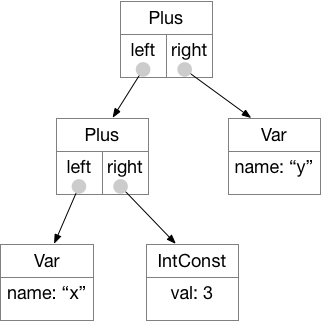 Plus
left right
Plus
Var
left right
name: “y”
Var
IntConst
name: “x”
val: 3